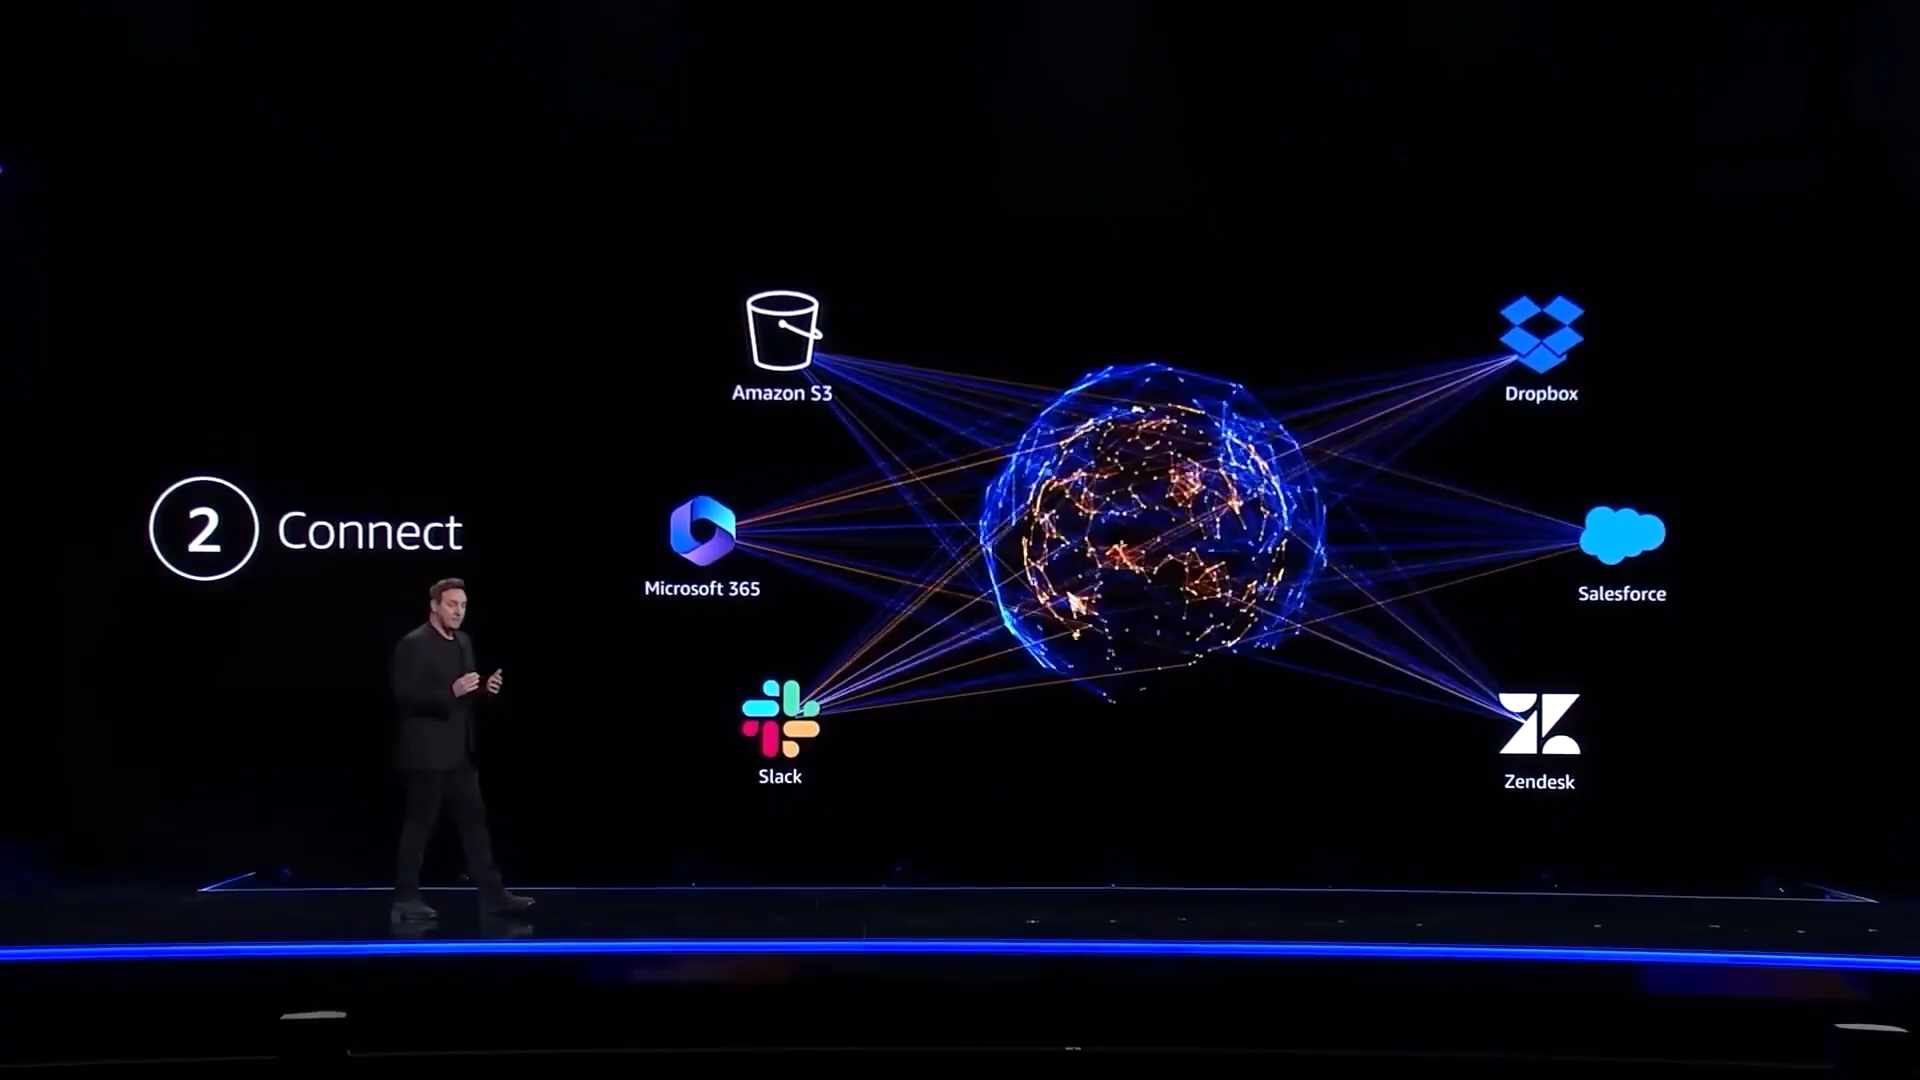 Amazon S3
Dropbox
2 Connect
Microsoft 365
Salesforce
Slack
Zendesk